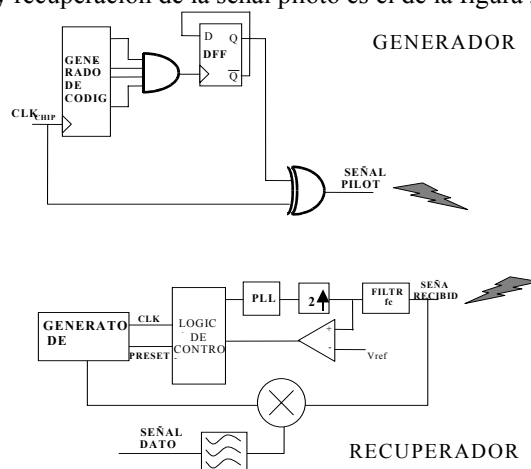 y recuperación de la señal piloto es el de la figura
GENERADOR
D Q
DFF
Q
GENE
RADO
DE
CODIG
CLK CHIP
SEÑAL
PILOT
SEÑA
RECIBID
FILTR
fc
2
PLL
LOGIC
DE
CONTRO
CLK
PRESET
GENERATO
DE
+
-
Vref
SEÑAL
DATO
RECUPERADOR